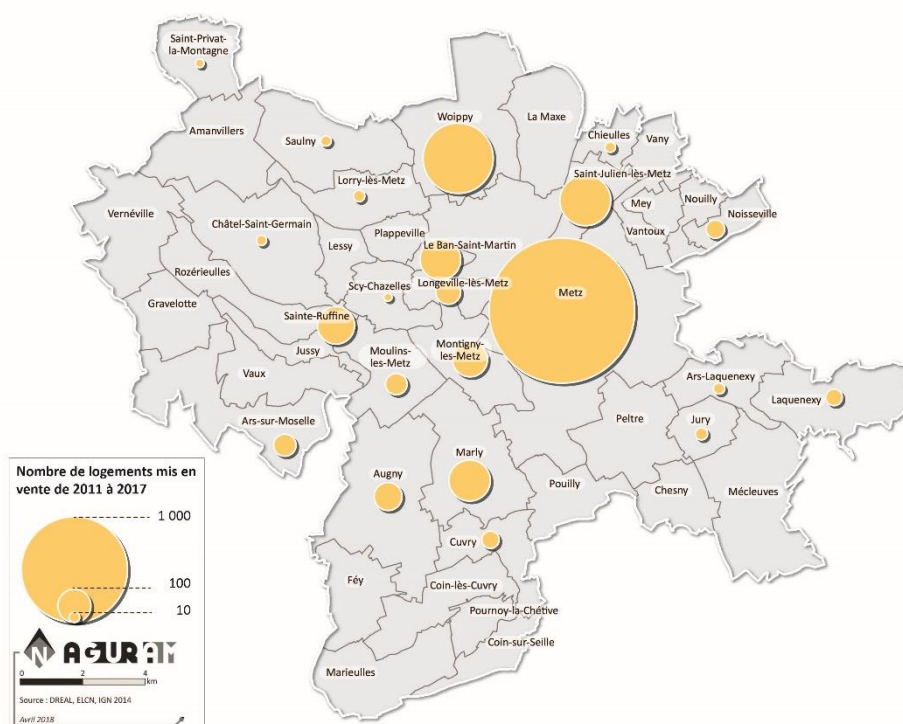 Saint-Privat-
la-Montagne
Amanvillers
Saulny
Woippy
La Maxe
Chieulles
Vany
Saint-Julien-lès-Metz
Lorry-lès-Metz
Mey
Nouilly
Noisseville
Vantoux
Vernéville
Châtel-Saint-Germain
Plappeville
Lessy
Le Ban-Saint-Martin
Rozérieulles
Scy-Chazelles
Longeville-lès-Metz
Metz
Gravelotte
Sainte-Ruffine
Jussy
Moulins-
les-Metz
Montigny-
les-Metz
Vaux
Ars-Laquenexy
Laquenexy
Peltre
Jury
Ars-sur-Moselle
Augny
Marly
Pouilly
Chesny
Mécleuves
Cuvry
Féy
Coin-lès-Cuvry
Pournoy-la-Chétive
Coin-sur-Seille
Marieulles
Nombre de logements mis en
vente de 2011 à 2017
1 000
100
10
N AGURAM
0 2 4
km
Source : DREAL, ELCN, IGN 2014
Avril 2018